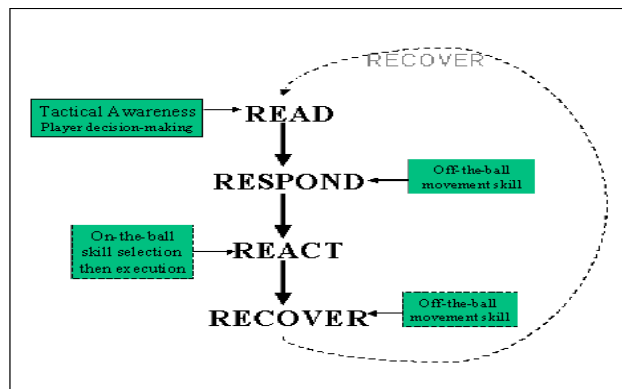 RECOVER
Tactical Awareness
Player decision-making
READ
RESPOND
Off-the-ball
movement skill
On-the-ball
skill selection
then execution
REACT
RECOVER
Off-the-ball
movement skill